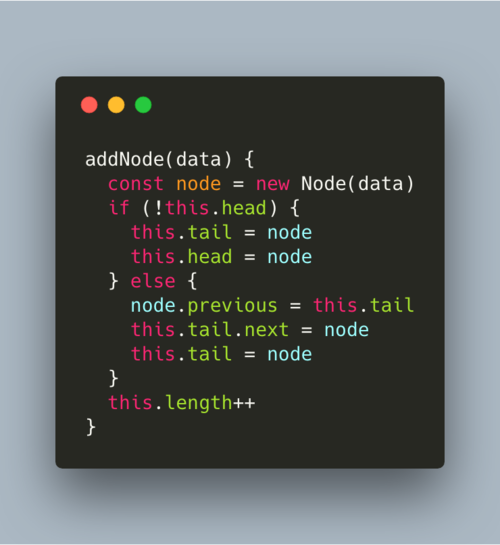 addNode(data) {
  const node = new Node(data)
  if (!this.head) {
    this.tail = node
    this.head = node
  } else {
    node.previous = this.tail
    this.tail.next = node
    this.tail = node
  }
  this.length++
}